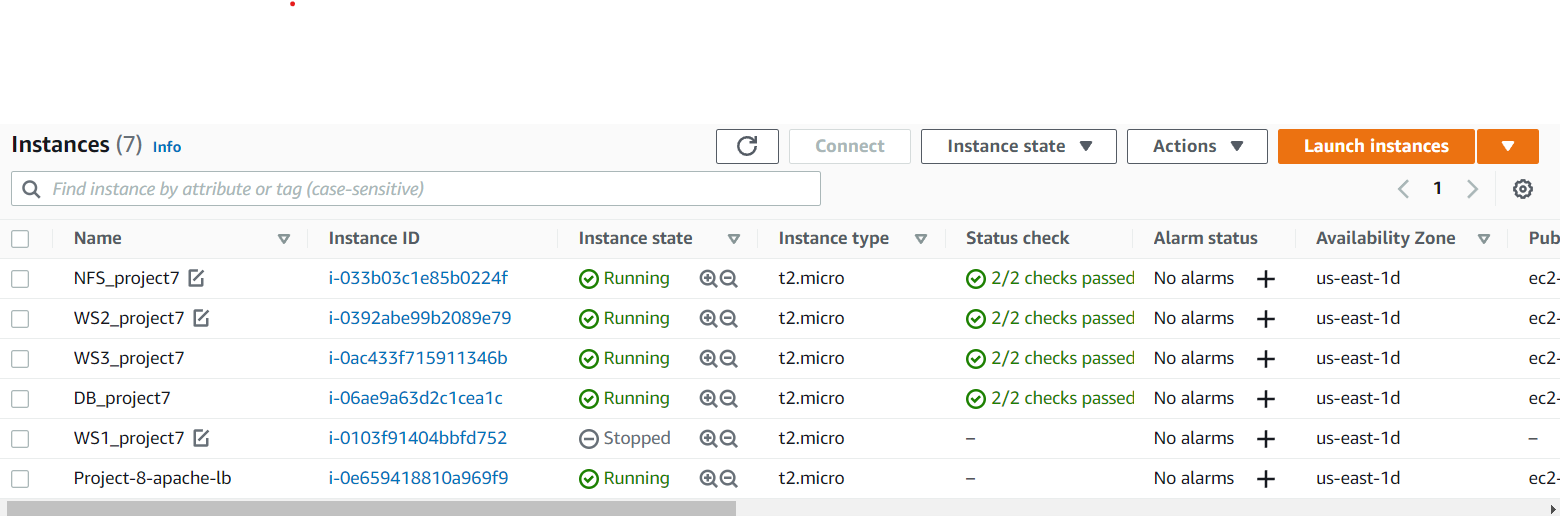 Instances (7) Info Connect Instance state Actions Launch instances
Find instance by attribute or tag (case-sensitive) 1
Name Instance ID Instance state Instance type Status check Alarm status Availability Zone Pub
NFS_project7 i-033b03c1e85b0224f Running t2.micro 2/2 checks passed No alarms + us-east-1d ec2-
WS2_project7 i-0392abe99b2089e79 Running t2.micro 2/2 checks passed No alarms + us-east-1d ec2-
WS3_project7 i-0ac433f715911346b Running t2.micro 2/2 checks passed No alarms + us-east-1d ec2-
DB_project7 i-06ae9a63d2c1cea1c Running t2.micro 2/2 checks passed No alarms + us-east-1d ec2-
WS1_project7 i-0103f91404bbfd752 Stopped t2.micro – No alarms + us-east-1d –
Project-8-apache-lb i-0e659418810a969f9 Running t2.micro – No alarms + us-east-1d ec2-